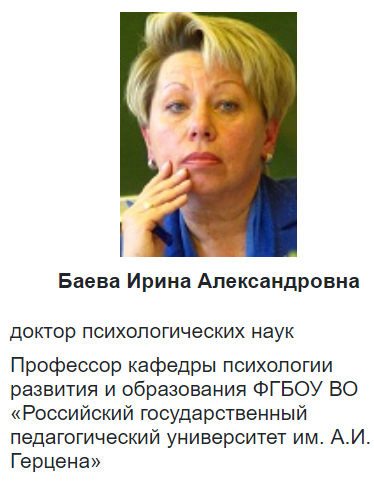 Баева Ирина Александровна
доктор психологических наук
Профессор кафедры психологии
развития и образования ФГБОУ ВО
«Российский государственный
педагогический университет им. А.И.
Герцена»